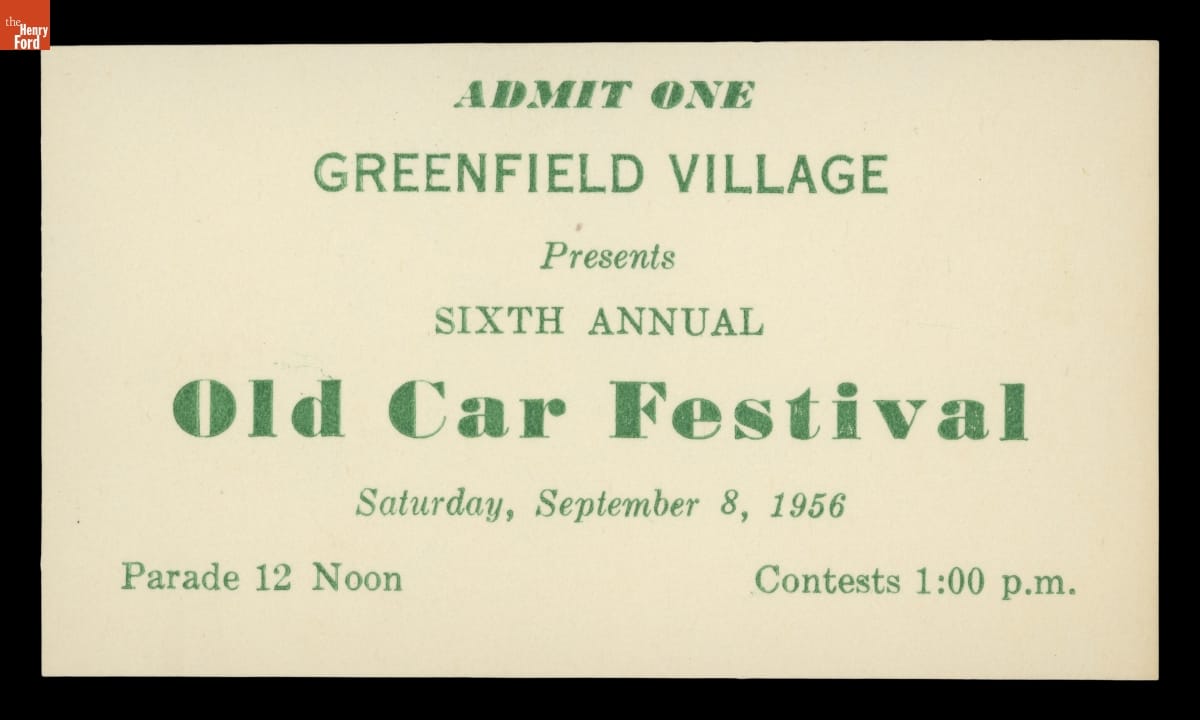 the
Henry
Ford
ADMIT ONE
GREENFIELD VILLAGE
Presents
SIXTH ANNUAL
Old Car Festival
Saturday, September 8, 1956
Parade 12 Noon
Contests 1:00 p.m.